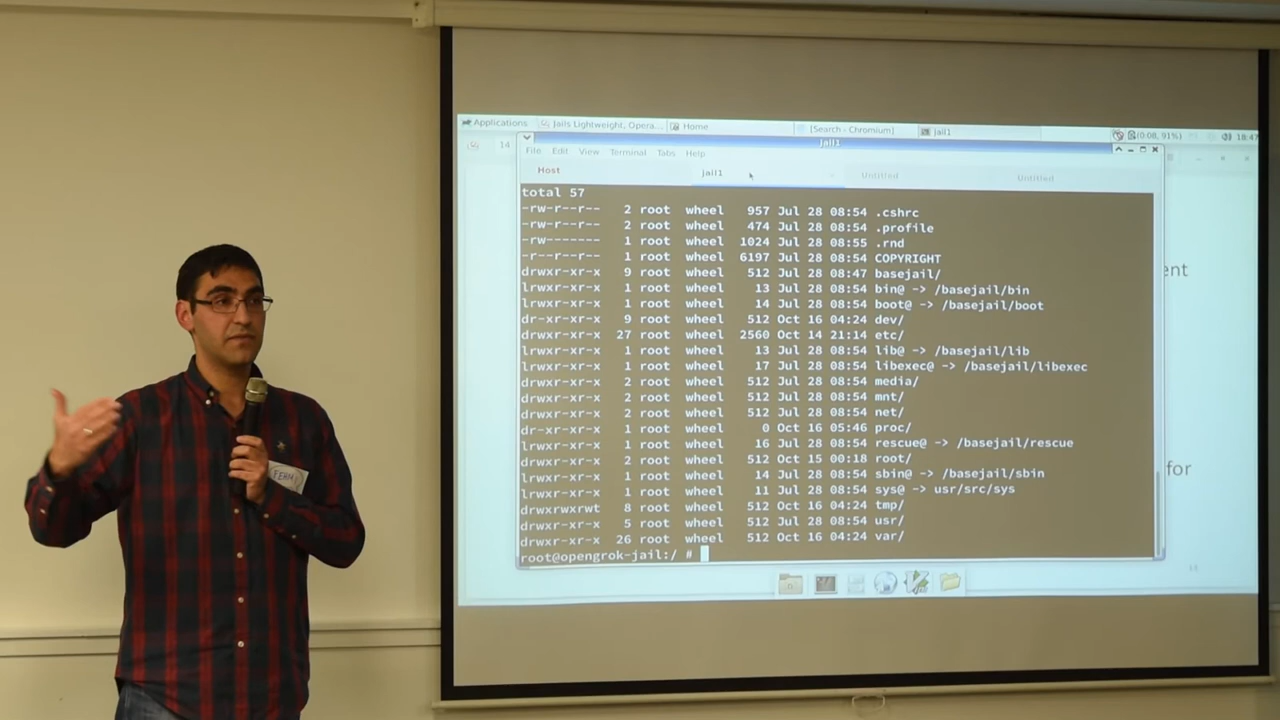 Applications Jails Lightweight, Opera... Home [Search - Chromium] jail1 (0.08, 91%) 18:47
14
jail1
File Edit View Terminal Tabs Help
Host jail1 Untitled Untitled
total 57
-rw-r--r-- 2 root wheel 957 Jul 28 08:54 .cshrc
-rw-r--r-- 2 root wheel 474 Jul 28 08:54 .profile
-rw------- 1 root wheel 1024 Jul 28 08:55 .rnd
-r--r--r-- 1 root wheel 6197 Jul 28 08:54 COPYRIGHT
drwxr-xr-x 9 root wheel 512 Jul 28 08:47 basejail/
lrwxr-xr-x 1 root wheel 13 Jul 28 08:54 bin@ -> /basejail/bin
lrwxr-xr-x 1 root wheel 14 Jul 28 08:54 boot@ -> /basejail/boot
dr-xr-xr-x 9 root wheel 512 Oct 16 04:24 dev/
drwxr-xr-x 27 root wheel 2560 Oct 14 21:14 etc/
lrwxr-xr-x 1 root wheel 13 Jul 28 08:54 lib@ -> /basejail/lib
lrwxr-xr-x 1 root wheel 17 Jul 28 08:54 libexec@ -> /basejail/libexec
drwxr-xr-x 2 root wheel 512 Jul 28 08:54 media/
drwxr-xr-x 2 root wheel 512 Jul 28 08:54 mnt/
drwxr-xr-x 2 root wheel 512 Jul 28 08:54 net/
dr-xr-xr-x 1 root wheel 0 Oct 16 05:46 proc/
lrwxr-xr-x 1 root wheel 16 Jul 28 08:54 rescue@ -> /basejail/rescue
drwxr-xr-x 2 root wheel 512 Oct 15 00:18 root/
lrwxr-xr-x 1 root wheel 14 Jul 28 08:54 sbin@ -> /basejail/sbin
lrwxr-xr-x 1 root wheel 11 Jul 28 08:54 sys@ -> usr/src/sys
drwxrwxrwt 8 root wheel 512 Oct 16 04:24 tmp/
drwxr-xr-x 5 root wheel 512 Jul 28 08:54 usr/
drwxr-xr-x 26 root wheel 512 Oct 16 04:24 var/
root@opengrok-jail:/ #
ent
for